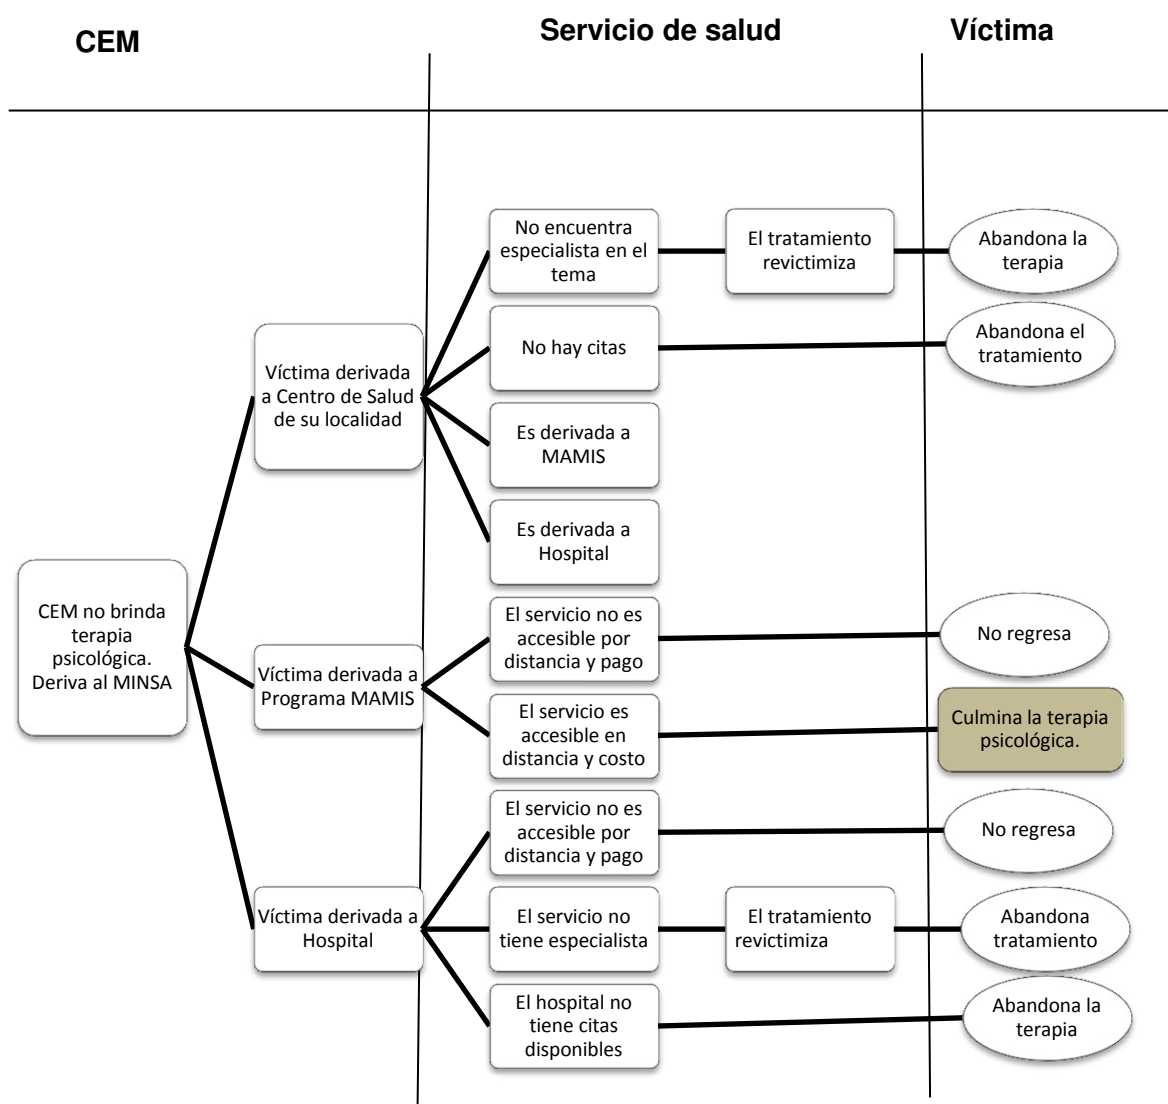 CEM
Servicio de salud
Víctima
No encuentra
especialista en el
tema
El tratamiento
revictimiza
Abandona la
terapia
No hay citas
Abandona el
tratamiento
Víctima derivada
a Centro de Salud
de su localidad
Es derivada a
MAMIS
Es derivada a
Hospital
CEM no brinda
terapia
psicológica.
Deriva al MINSA
Víctima derivada a
Programa MAMIS
El servicio no es
accesible por
distancia y pago
No regresa
El servicio es
accesible en
distancia y costo
Culmina la terapia
psicológica.
Víctima derivada a
Hospital
El servicio no es
accesible por
distancia y pago
No regresa
El servicio no
tiene especialista
El tratamiento
revictimiza
Abandona
tratamiento
El hospital no
tiene citas
disponibles
Abandona la
terapia